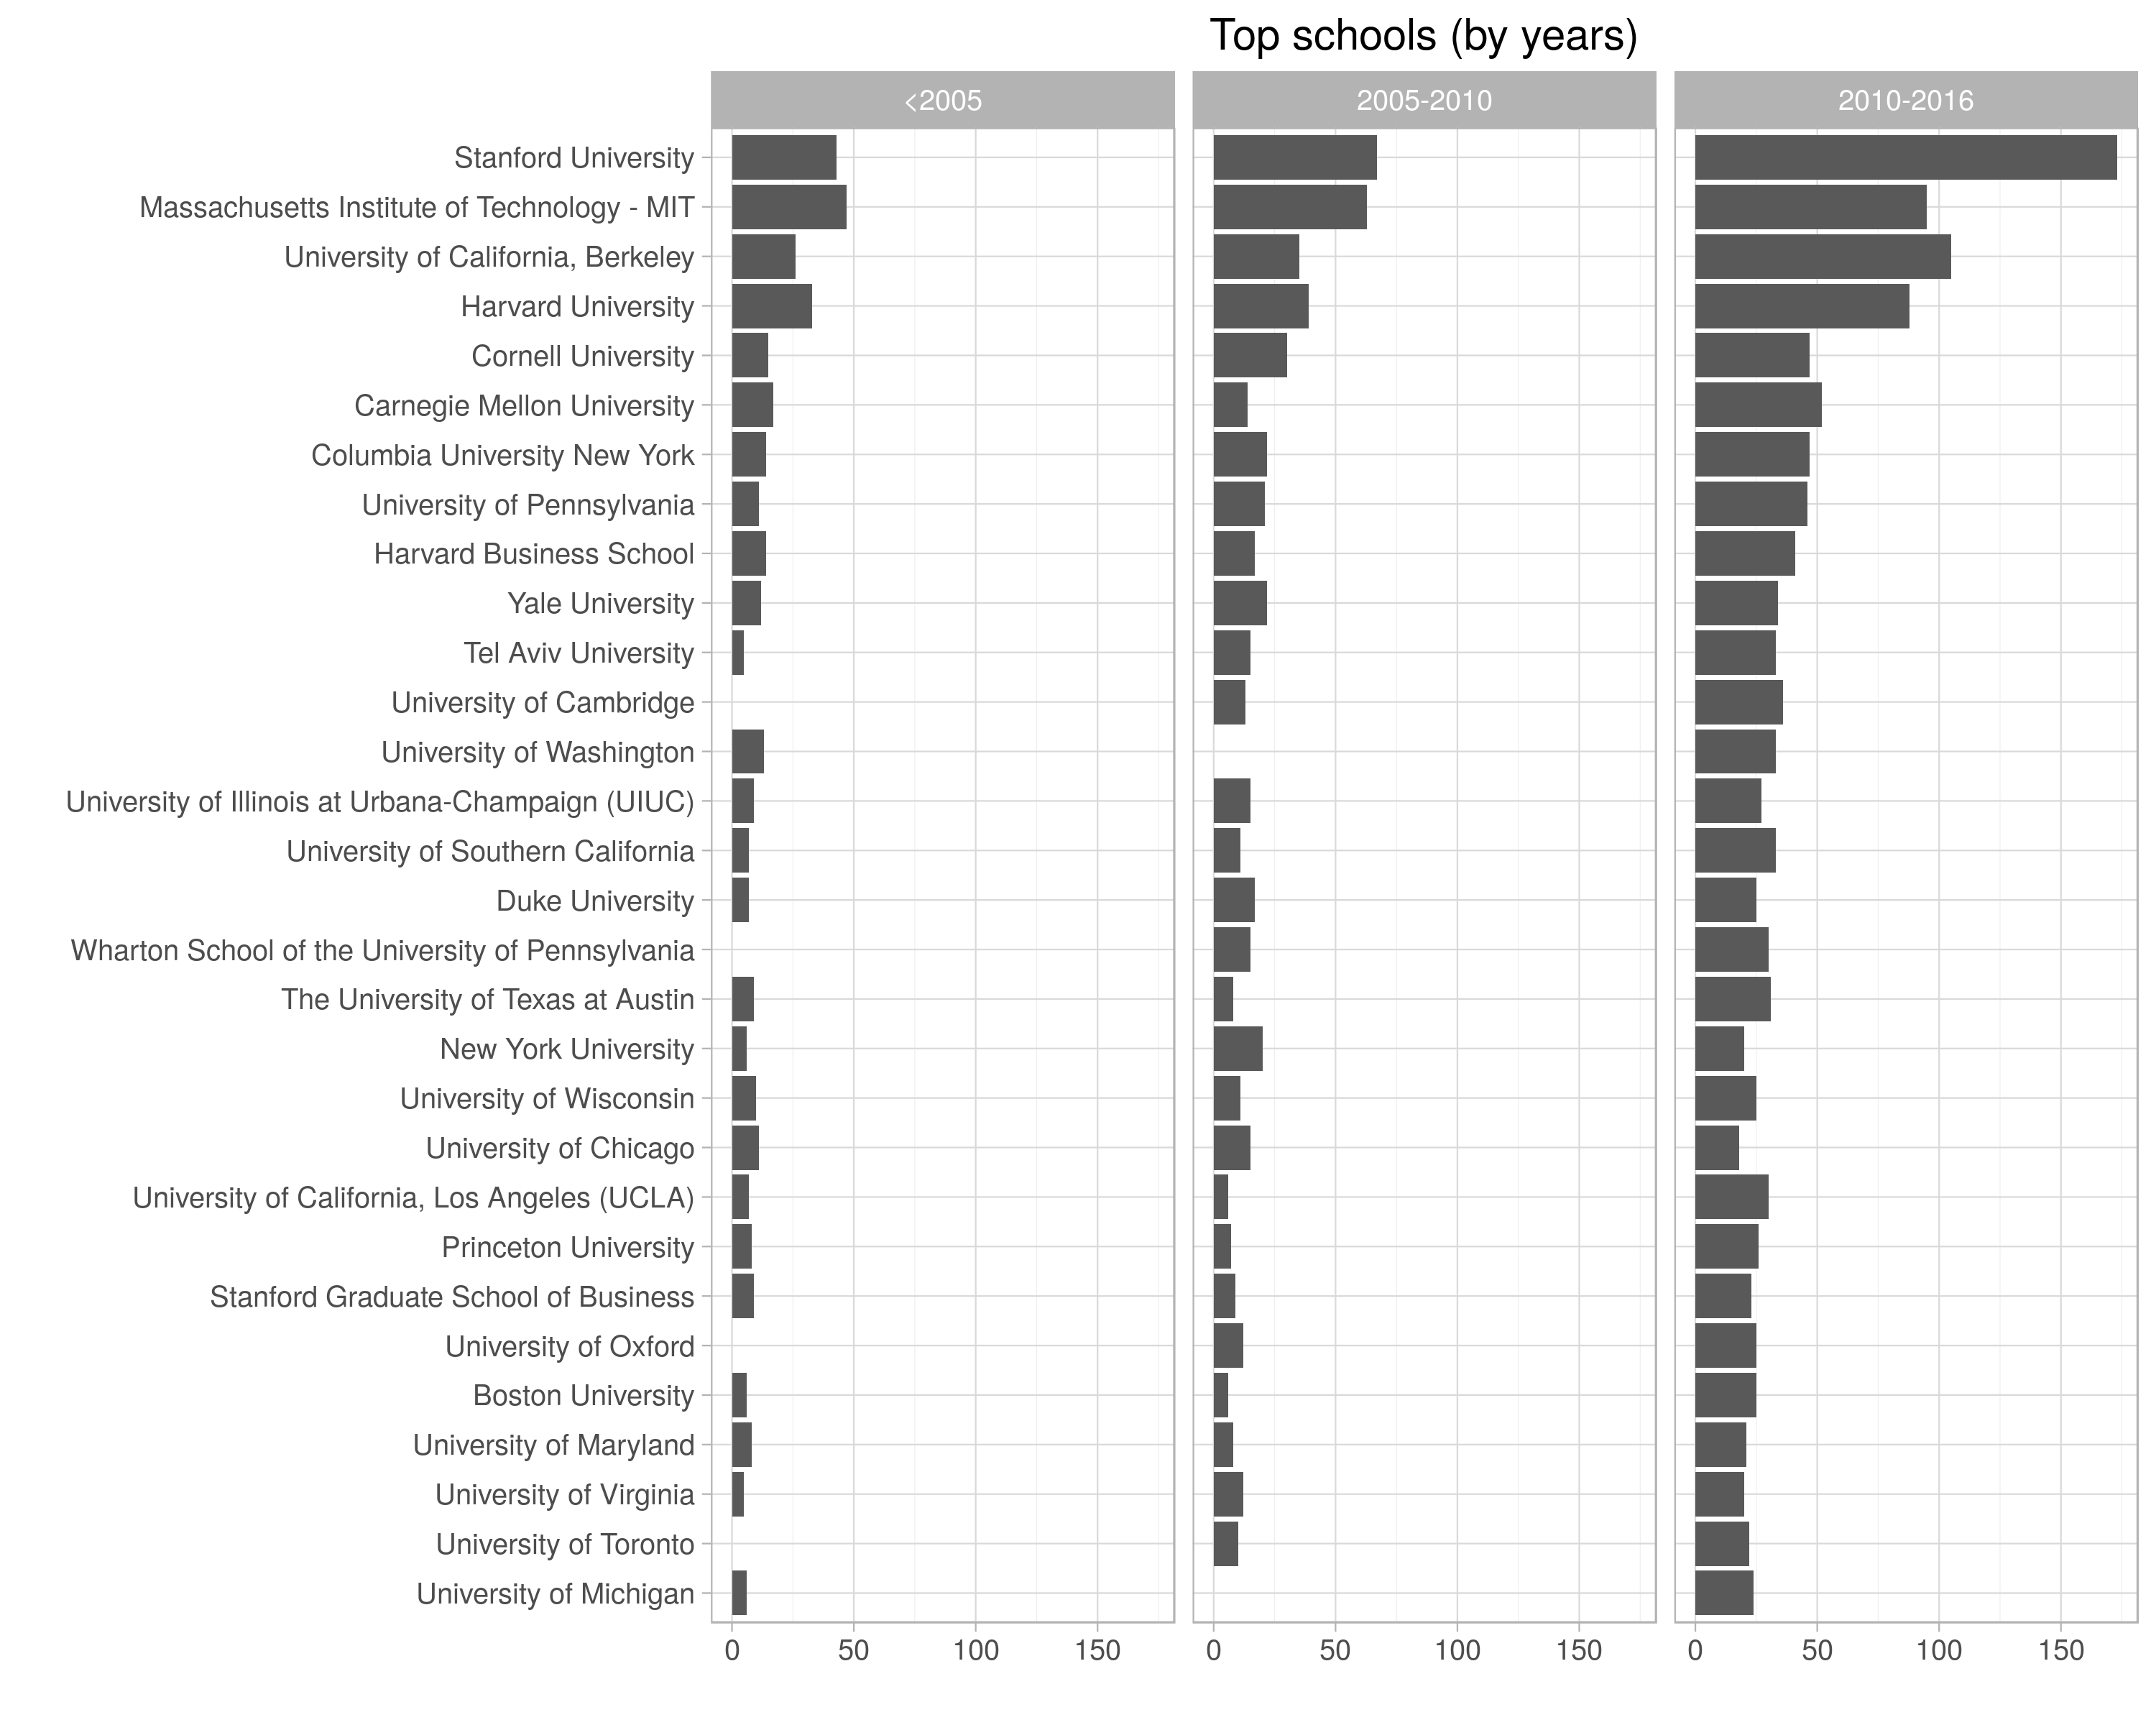 Top schools (by years)
<2005 2005-2010 2010-2016
Stanford University
Massachusetts Institute of Technology - MIT
University of California, Berkeley
Harvard University
Cornell University
Carnegie Mellon University
Columbia University New York
University of Pennsylvania
Harvard Business School
Yale University
Tel Aviv University
University of Cambridge
University of Washington
University of Illinois at Urbana-Champaign (UIUC)
University of Southern California
Duke University
Wharton School of the University of Pennsylvania
The University of Texas at Austin
New York University
University of Wisconsin
University of Chicago
University of California, Los Angeles (UCLA)
Princeton University
Stanford Graduate School of Business
University of Oxford
Boston University
University of Maryland
University of Virginia
University of Toronto
University of Michigan
0 50 100 150 0 50 100 150 0 50 100 150